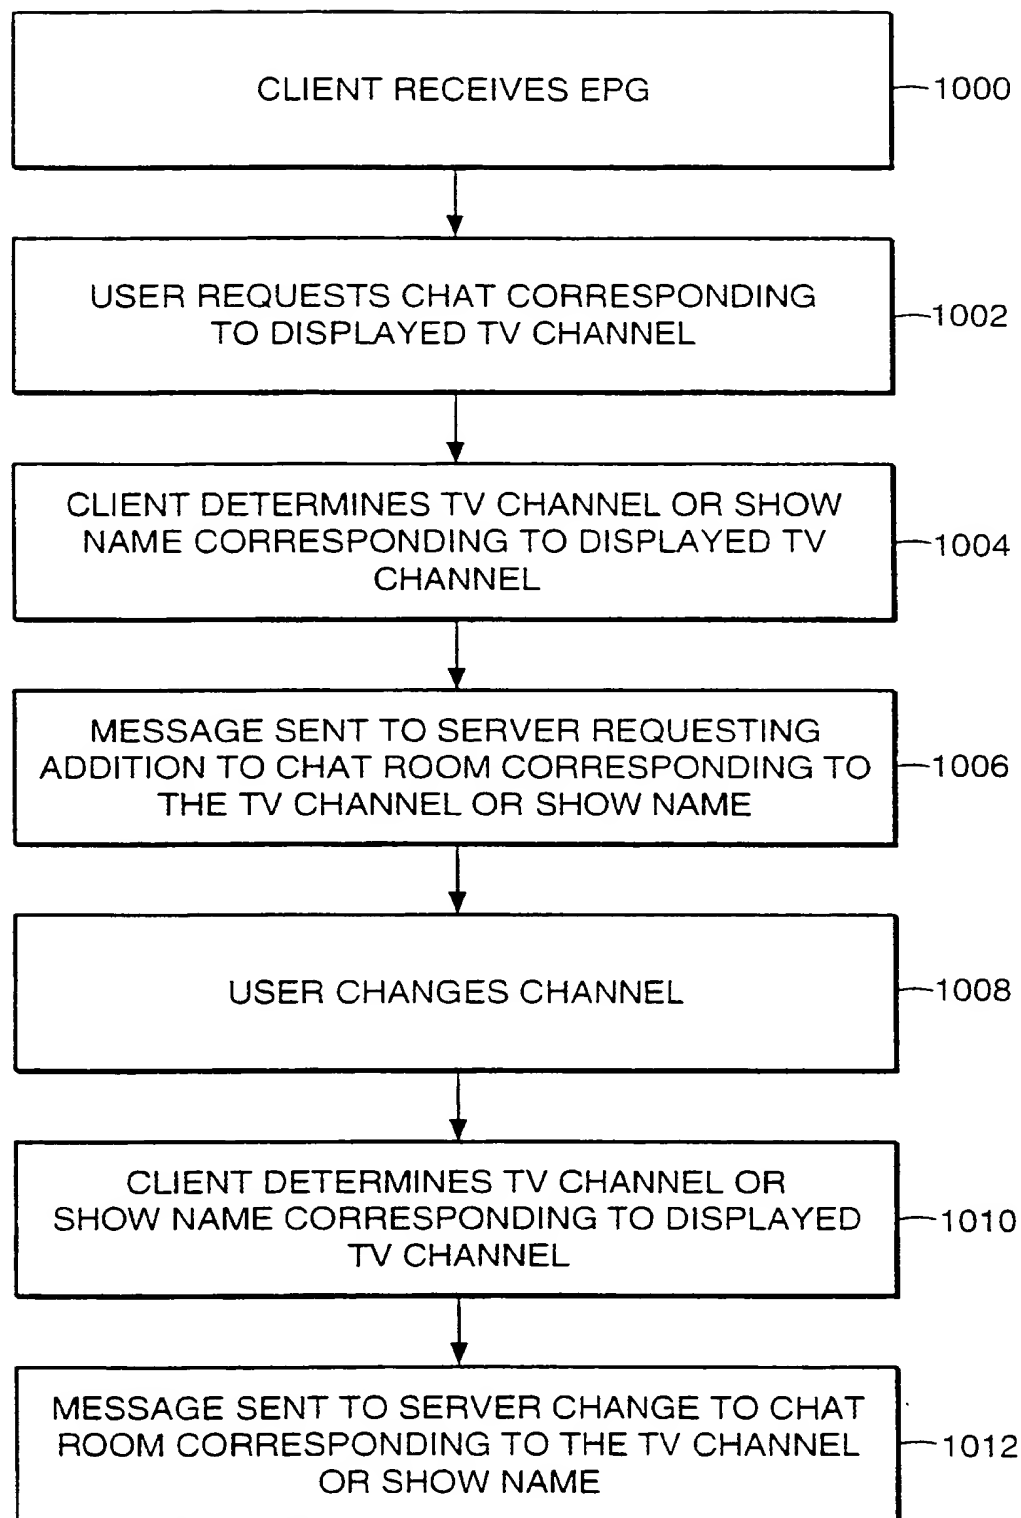 CLIENT RECEIVES EPG
1000
USER REQUESTS CHAT CORRESPONDING
TO DISPLAYED TV CHANNEL
1002
CLIENT DETERMINES TV CHANNEL OR SHOW
NAME CORRESPONDING TO DISPLAYED TV
CHANNEL
1004
MESSAGE SENT TO SERVER REQUESTING
ADDITION TO CHAT ROOM CORRESPONDING TO
THE TV CHANNEL OR SHOW NAME
1006
USER CHANGES CHANNEL
1008
CLIENT DETERMINES TV CHANNEL OR
SHOW NAME CORRESPONDING TO DISPLAYED
TV CHANNEL
1010
MESSAGE SENT TO SERVER CHANGE TO CHAT
ROOM CORRESPONDING TO THE TV CHANNEL
OR SHOW NAME
1012